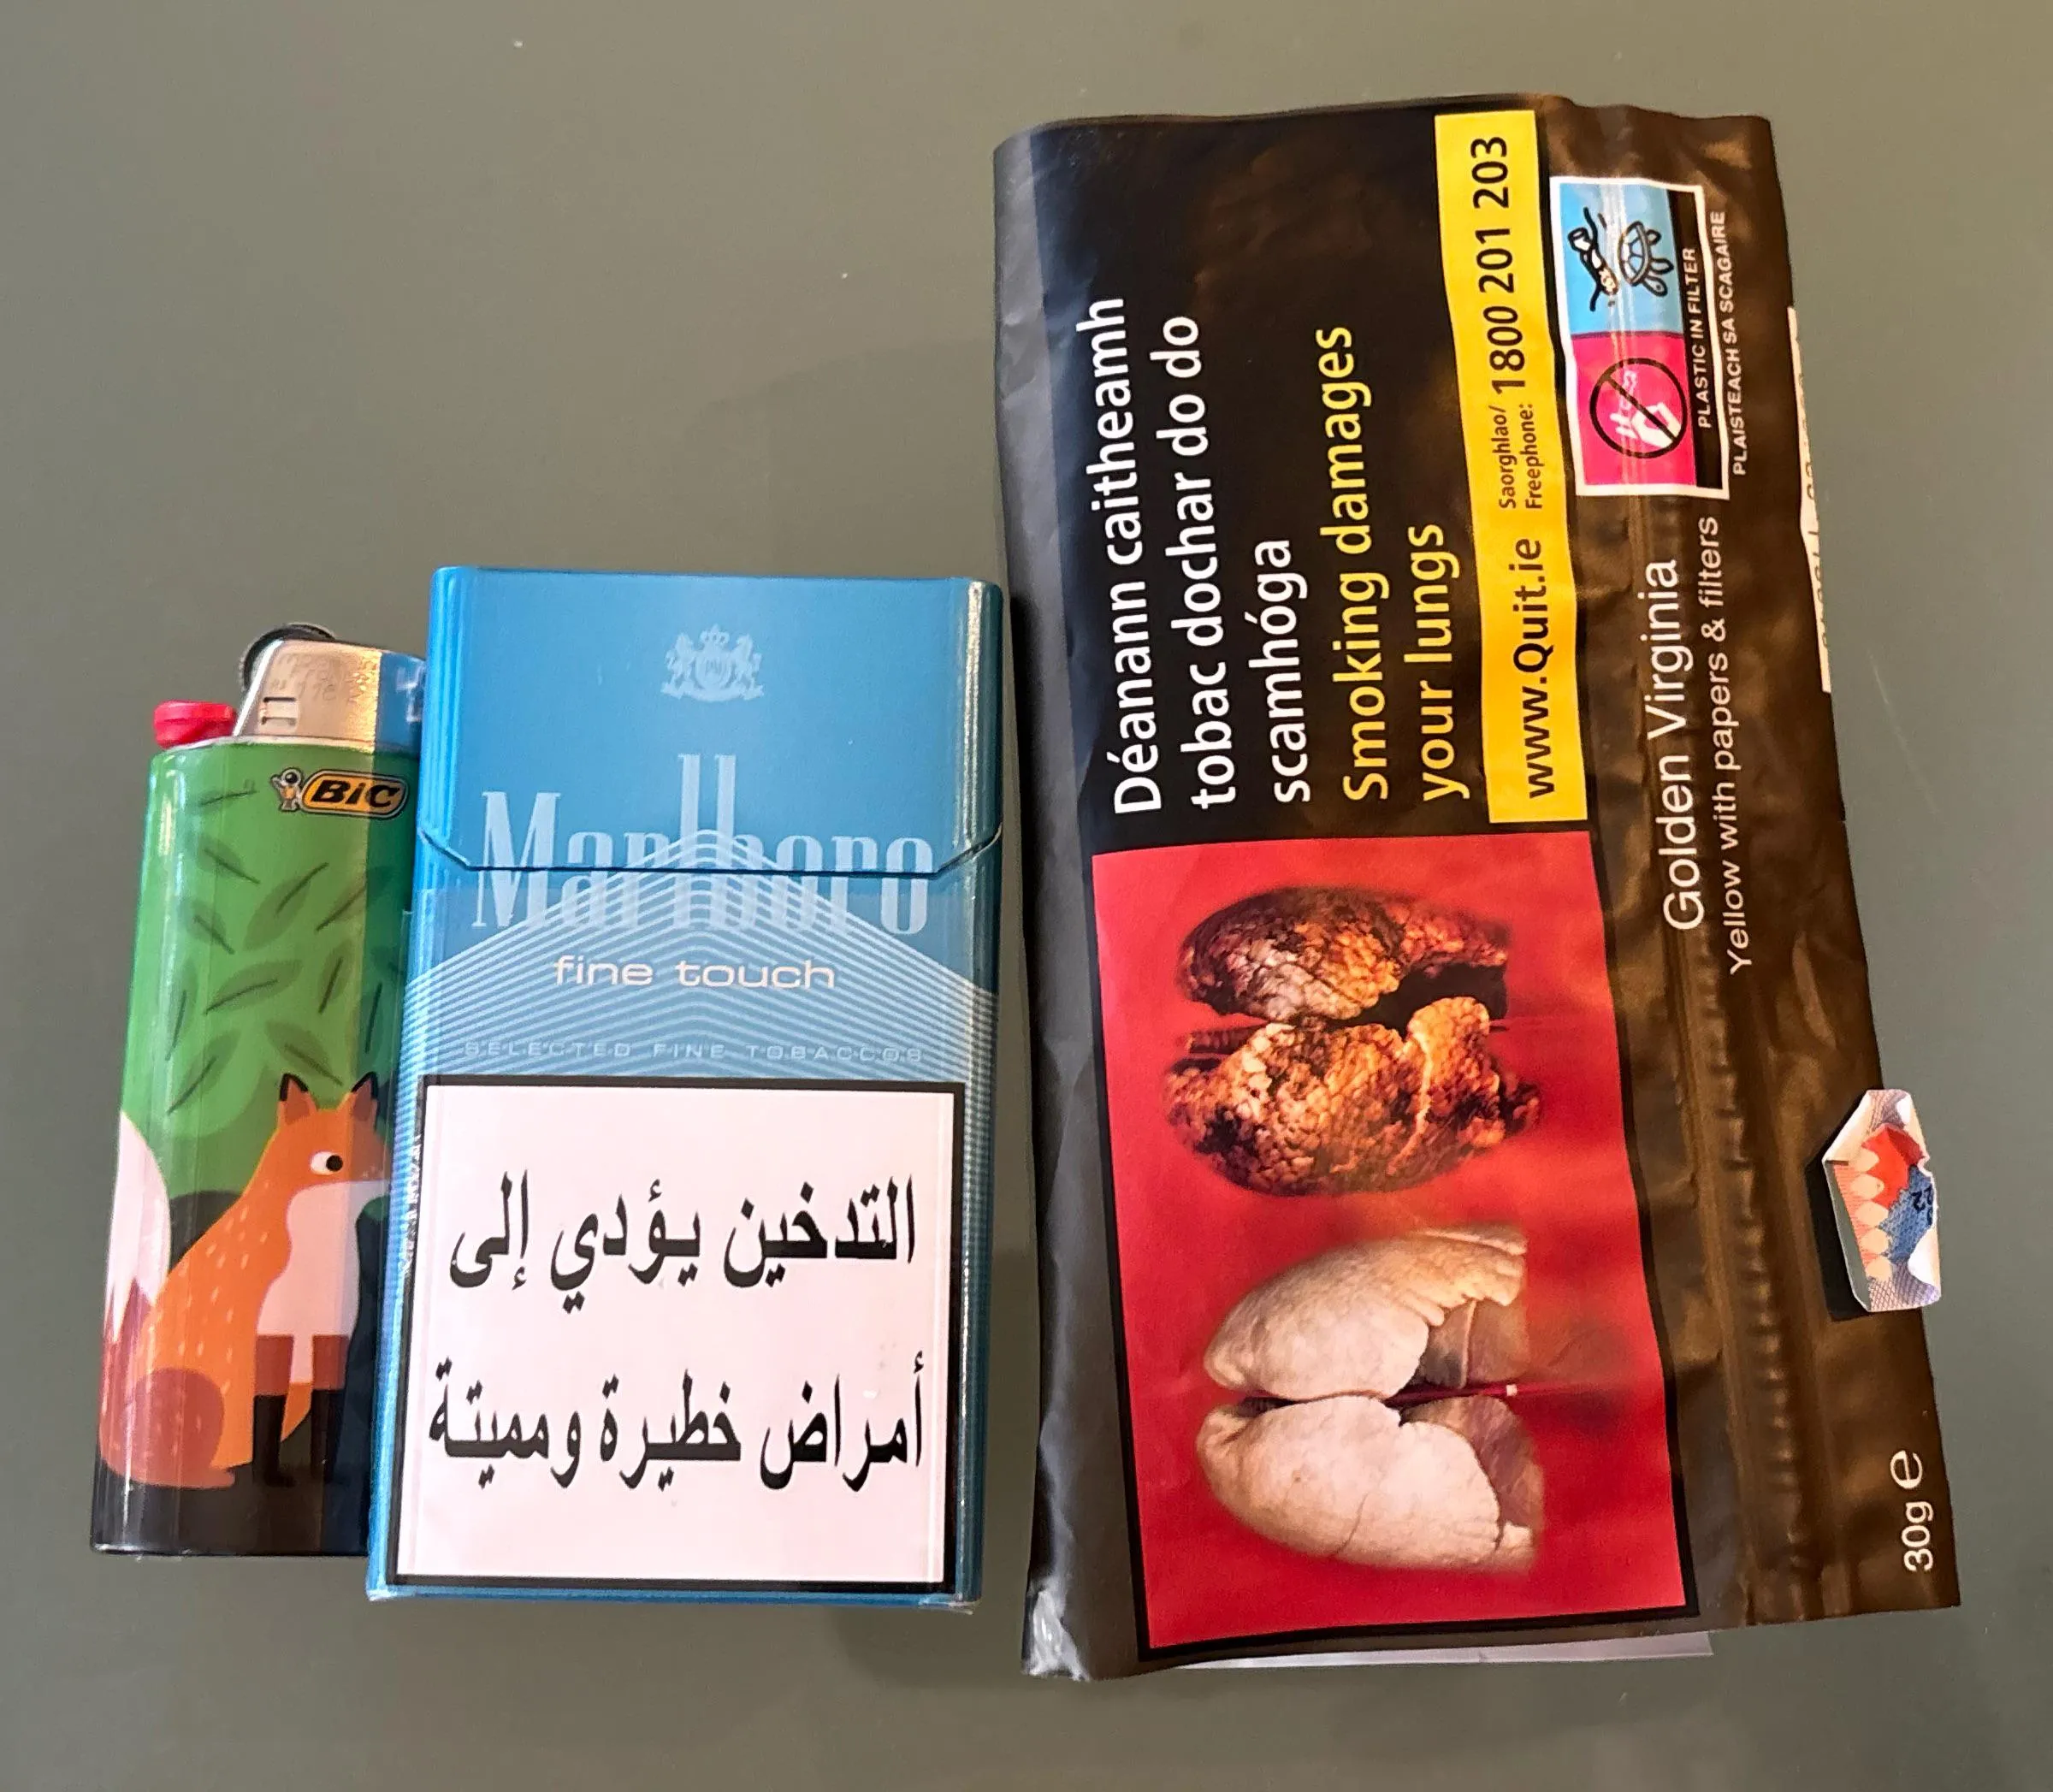 BiC
Marlboro
fine touch
SELECTED FINE TOBACCOS
التدخين يؤدي إلى
أمراض خطيرة ومميتة
Déanann caitheamh
tobac dochar do do
scamhóga
Smoking damages
your lungs
www.Quit.ie
Saorghlao/
Freephone:
1800 201 203
PLASTIC IN FILTER
PLAISTEACH SA SCAGAIRE
Golden Virginia
Yellow with papers & filters
30g e